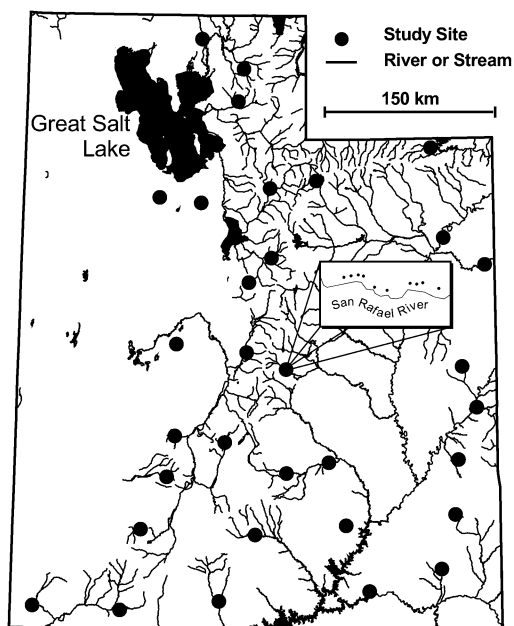 Study Site
River or Stream
150 km
Great Salt
Lake
San Rafael River